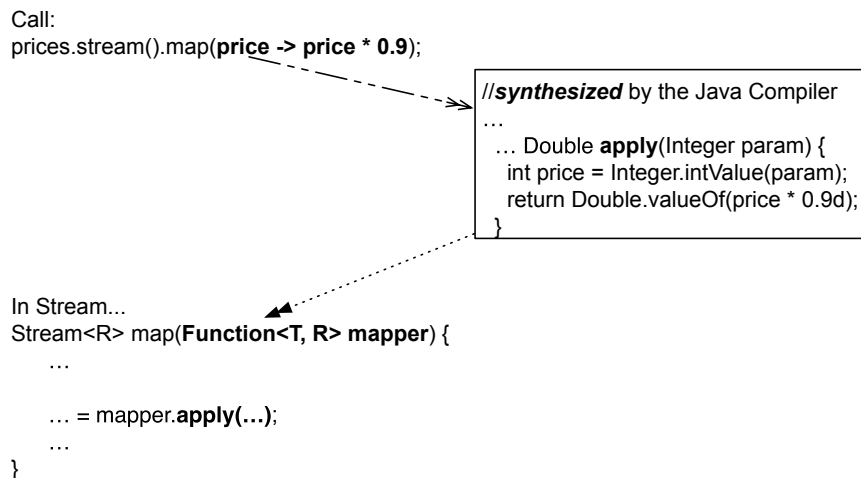 Call:
prices.stream().map(price -> price * 0.9);
//synthesized by the Java Compiler
…
… Double apply(Integer param) {
int price = Integer.intValue(param);
return Double.valueOf(price * 0.9d);
}
In Stream...
Stream<R> map(Function<T, R> mapper) {
…
… = mapper.apply(…);
…
}